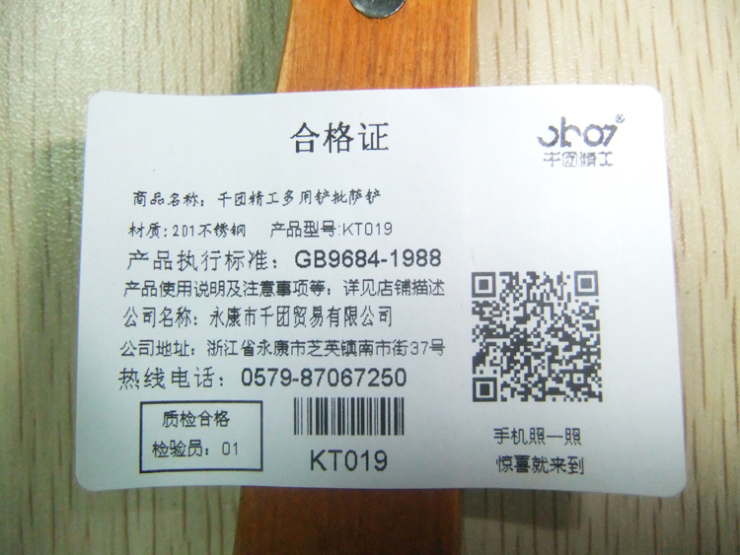 合格证
千团精工
商品名称：千团精工多用铲批萨铲
材质:201不锈钢 产品型号:KT019
产品执行标准：GB9684-1988
产品使用说明及注意事项等：详见店铺描述
公司名称：永康市千团贸易有限公司
公司地址：浙江省永康市芝英镇南市街37号
热线电话：0579-87067250
质检合格
检验员：01
KT019
手机照一照
惊喜就来到